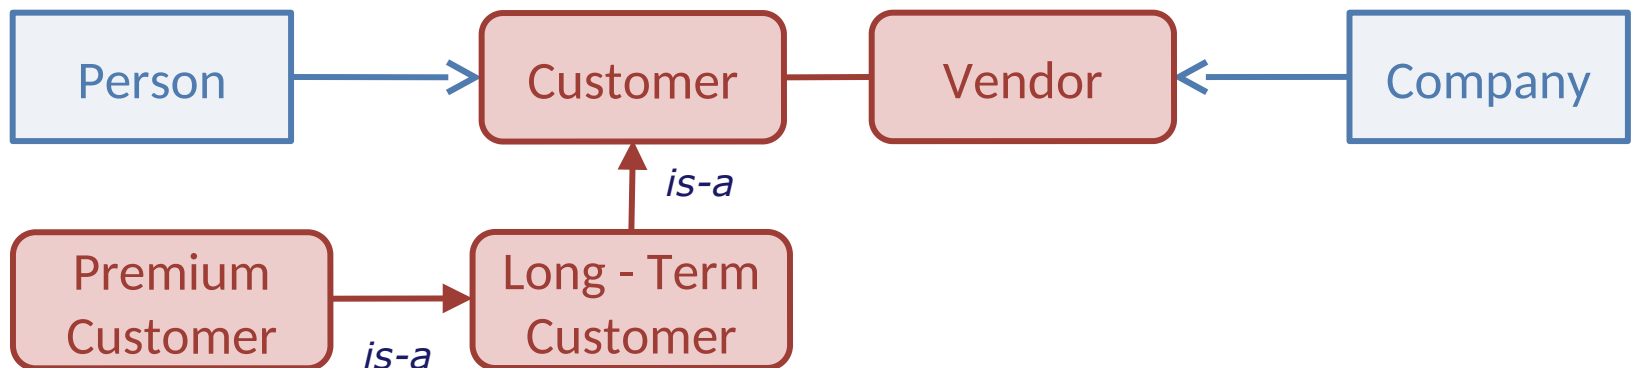 Person
Customer
Vendor
Company
is-a
Premium
Customer
Long - Term
Customer
is-a